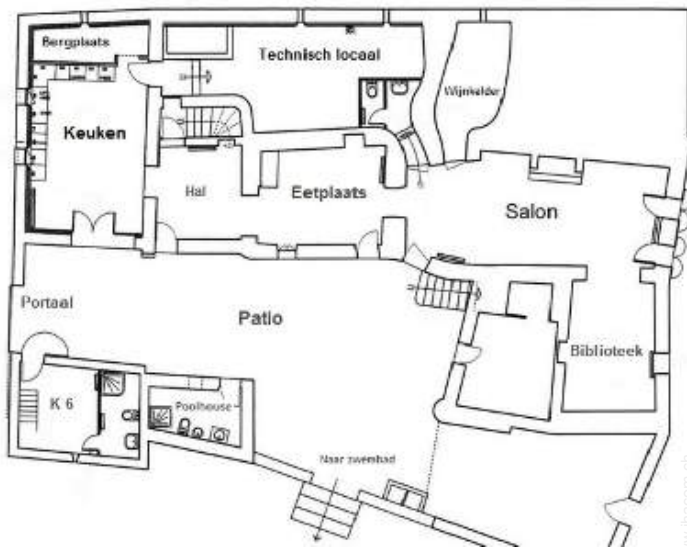 Bergplaats
Technisch locaal
Wijnkelder
Keuken
Hal
Eetplaats
Salon
Portaal
Patio
Biblioteek
K 6
Poolhouse
Naar zwembad